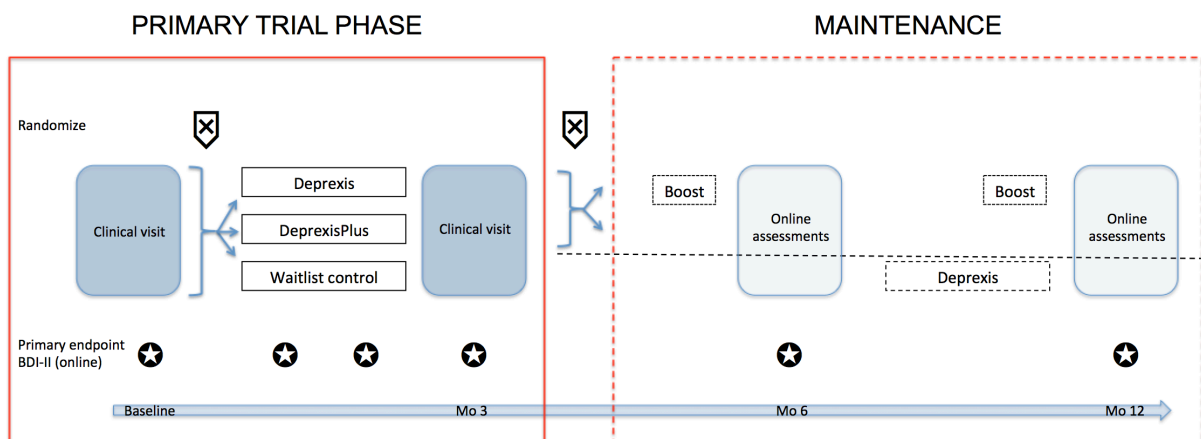 PRIMARY TRIAL PHASE
MAINTENANCE
Randomize
Clinical visit
Deprexis
DeprexisPlus
Waitlist control
Clinical visit
Boost
Online
assessments
Boost
Online
assessments
Deprexis
Primary endpoint
BDI-II (online)
Baseline
Mo 3
Mo 6
Mo 12